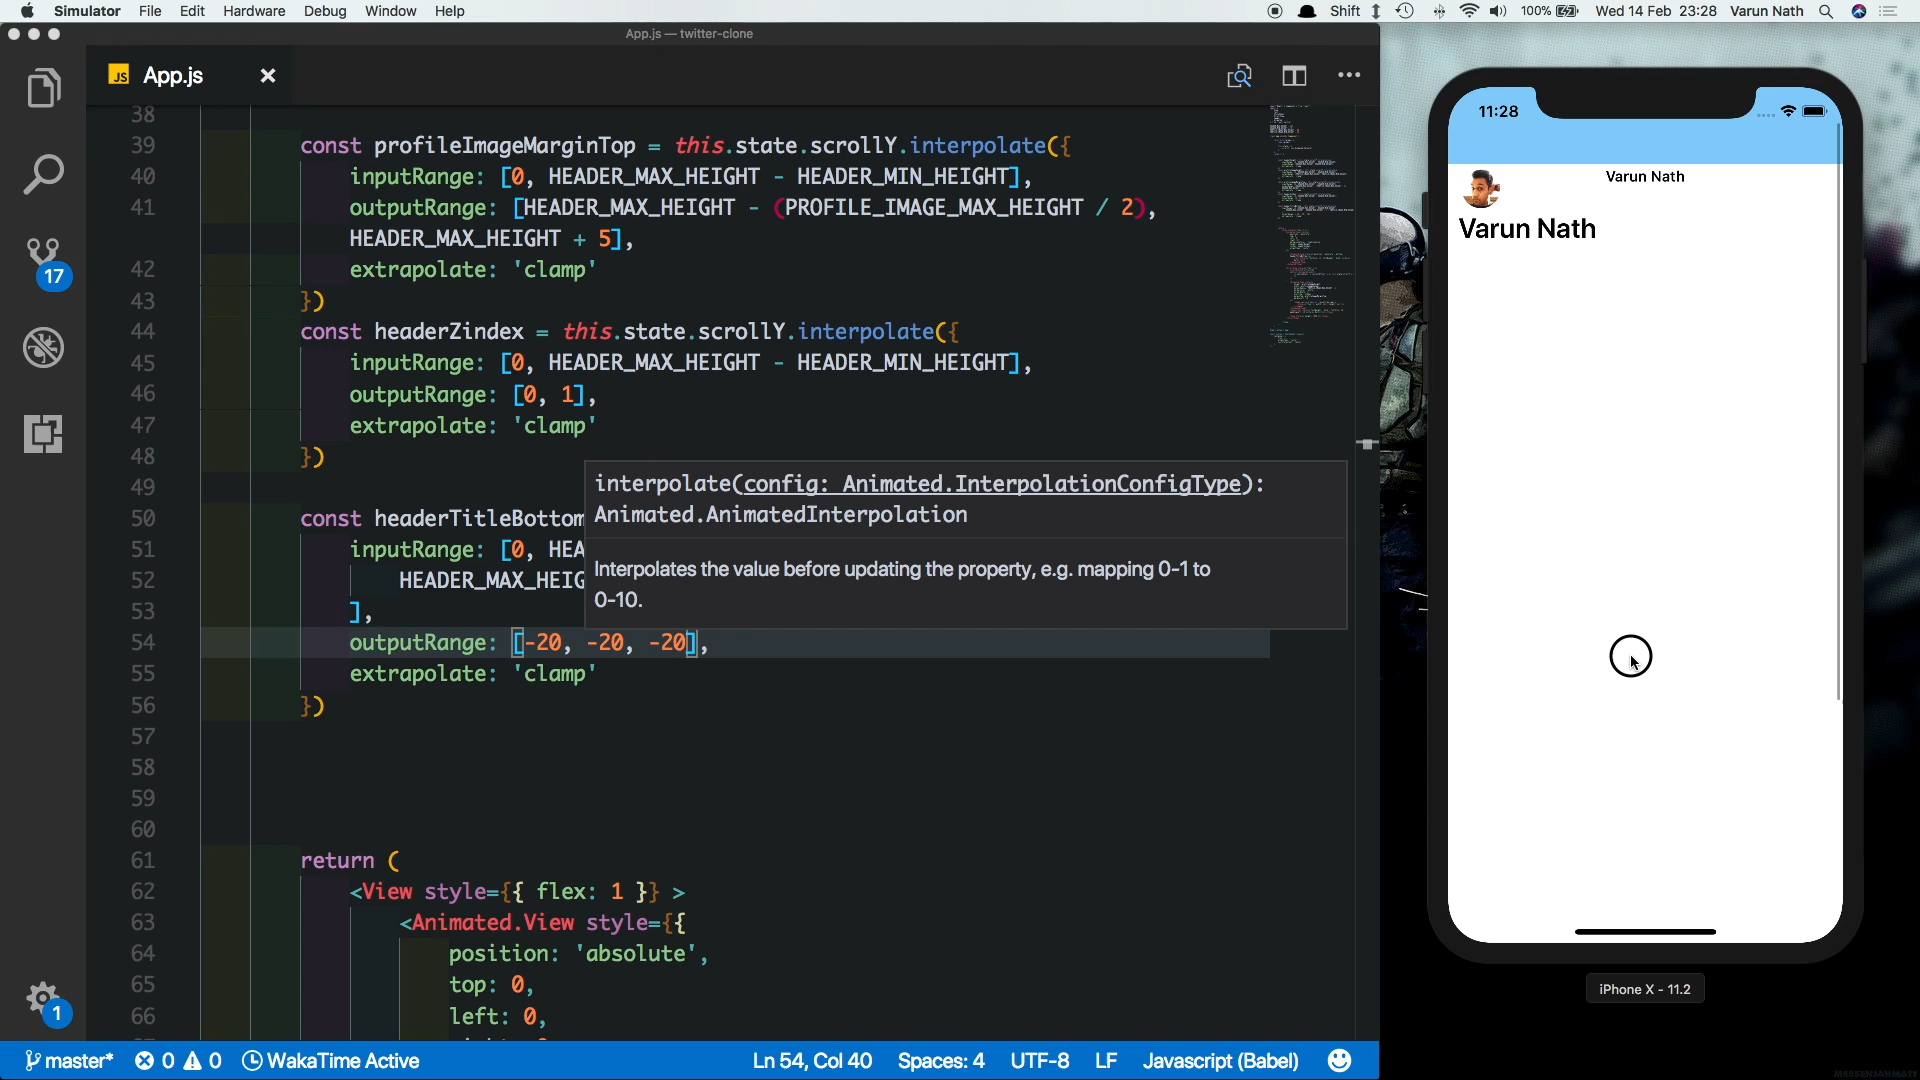 Simulator File Edit Hardware Debug Window Help
Shift 100% Wed 14 Feb 23:28 Varun Nath
App.js — twitter-clone
JS App.js
38
39 const profileImageMarginTop = this.state.scrollY.interpolate({
40 inputRange: [0, HEADER_MAX_HEIGHT - HEADER_MIN_HEIGHT],
41 outputRange: [HEADER_MAX_HEIGHT - (PROFILE_IMAGE_MAX_HEIGHT / 2),
HEADER_MAX_HEIGHT + 5],
42 extrapolate: 'clamp'
43 })
44 const headerZindex = this.state.scrollY.interpolate({
45 inputRange: [0, HEADER_MAX_HEIGHT - HEADER_MIN_HEIGHT],
46 outputRange: [0, 1],
47 extrapolate: 'clamp'
48 })
49
50 const headerTitleBottom
51 inputRange: [0, HEA
52 HEADER_MAX_HEIG
53 ],
54 outputRange: [-20, -20, -20],
55 extrapolate: 'clamp'
56 })
57
58
59
60
61 return (
62 <View style={{ flex: 1 }} >
63 <Animated.View style={{
64 position: 'absolute',
65 top: 0,
66 left: 0,
interpolate(config: Animated.InterpolationConfigType):
Animated.AnimatedInterpolation
Interpolates the value before updating the property, e.g. mapping 0-1 to
0-10.
17
1
master* 0 0 WakaTime Active Ln 54, Col 40 Spaces: 4 UTF-8 LF Javascript (Babel)
11:28
Varun Nath
Varun Nath
iPhone X - 11.2